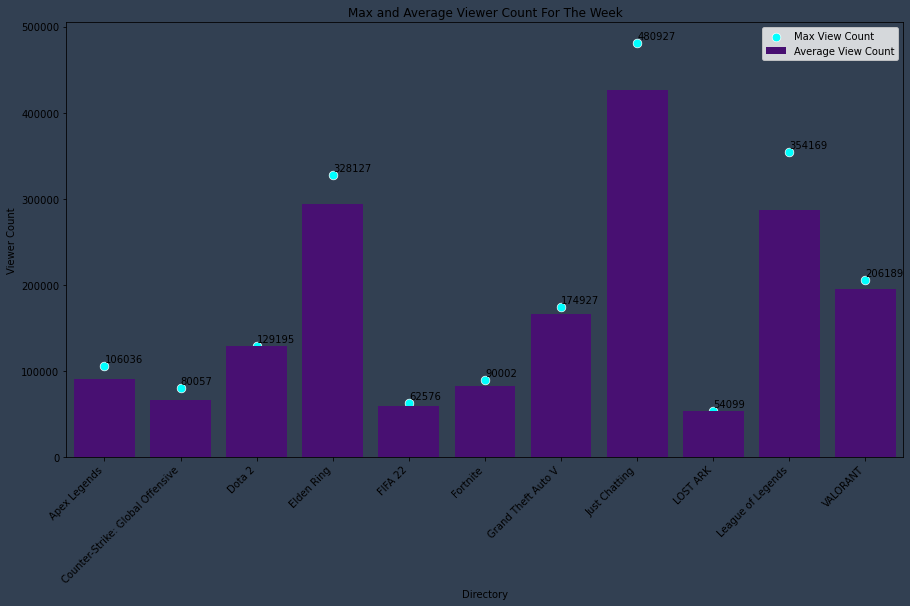 Max and Average Viewer Count For The Week
Max View Count
Average View Count
Viewer Count
500000
400000
300000
200000
100000
0
106036
80057
129195
328127
62576
90002
174927
480927
54099
354169
206189
Apex Legends
Counter-Strike: Global Offensive
Dota 2
Elden Ring
FIFA 22
Fortnite
Grand Theft Auto V
Just Chatting
LOST ARK
League of Legends
VALORANT
Directory